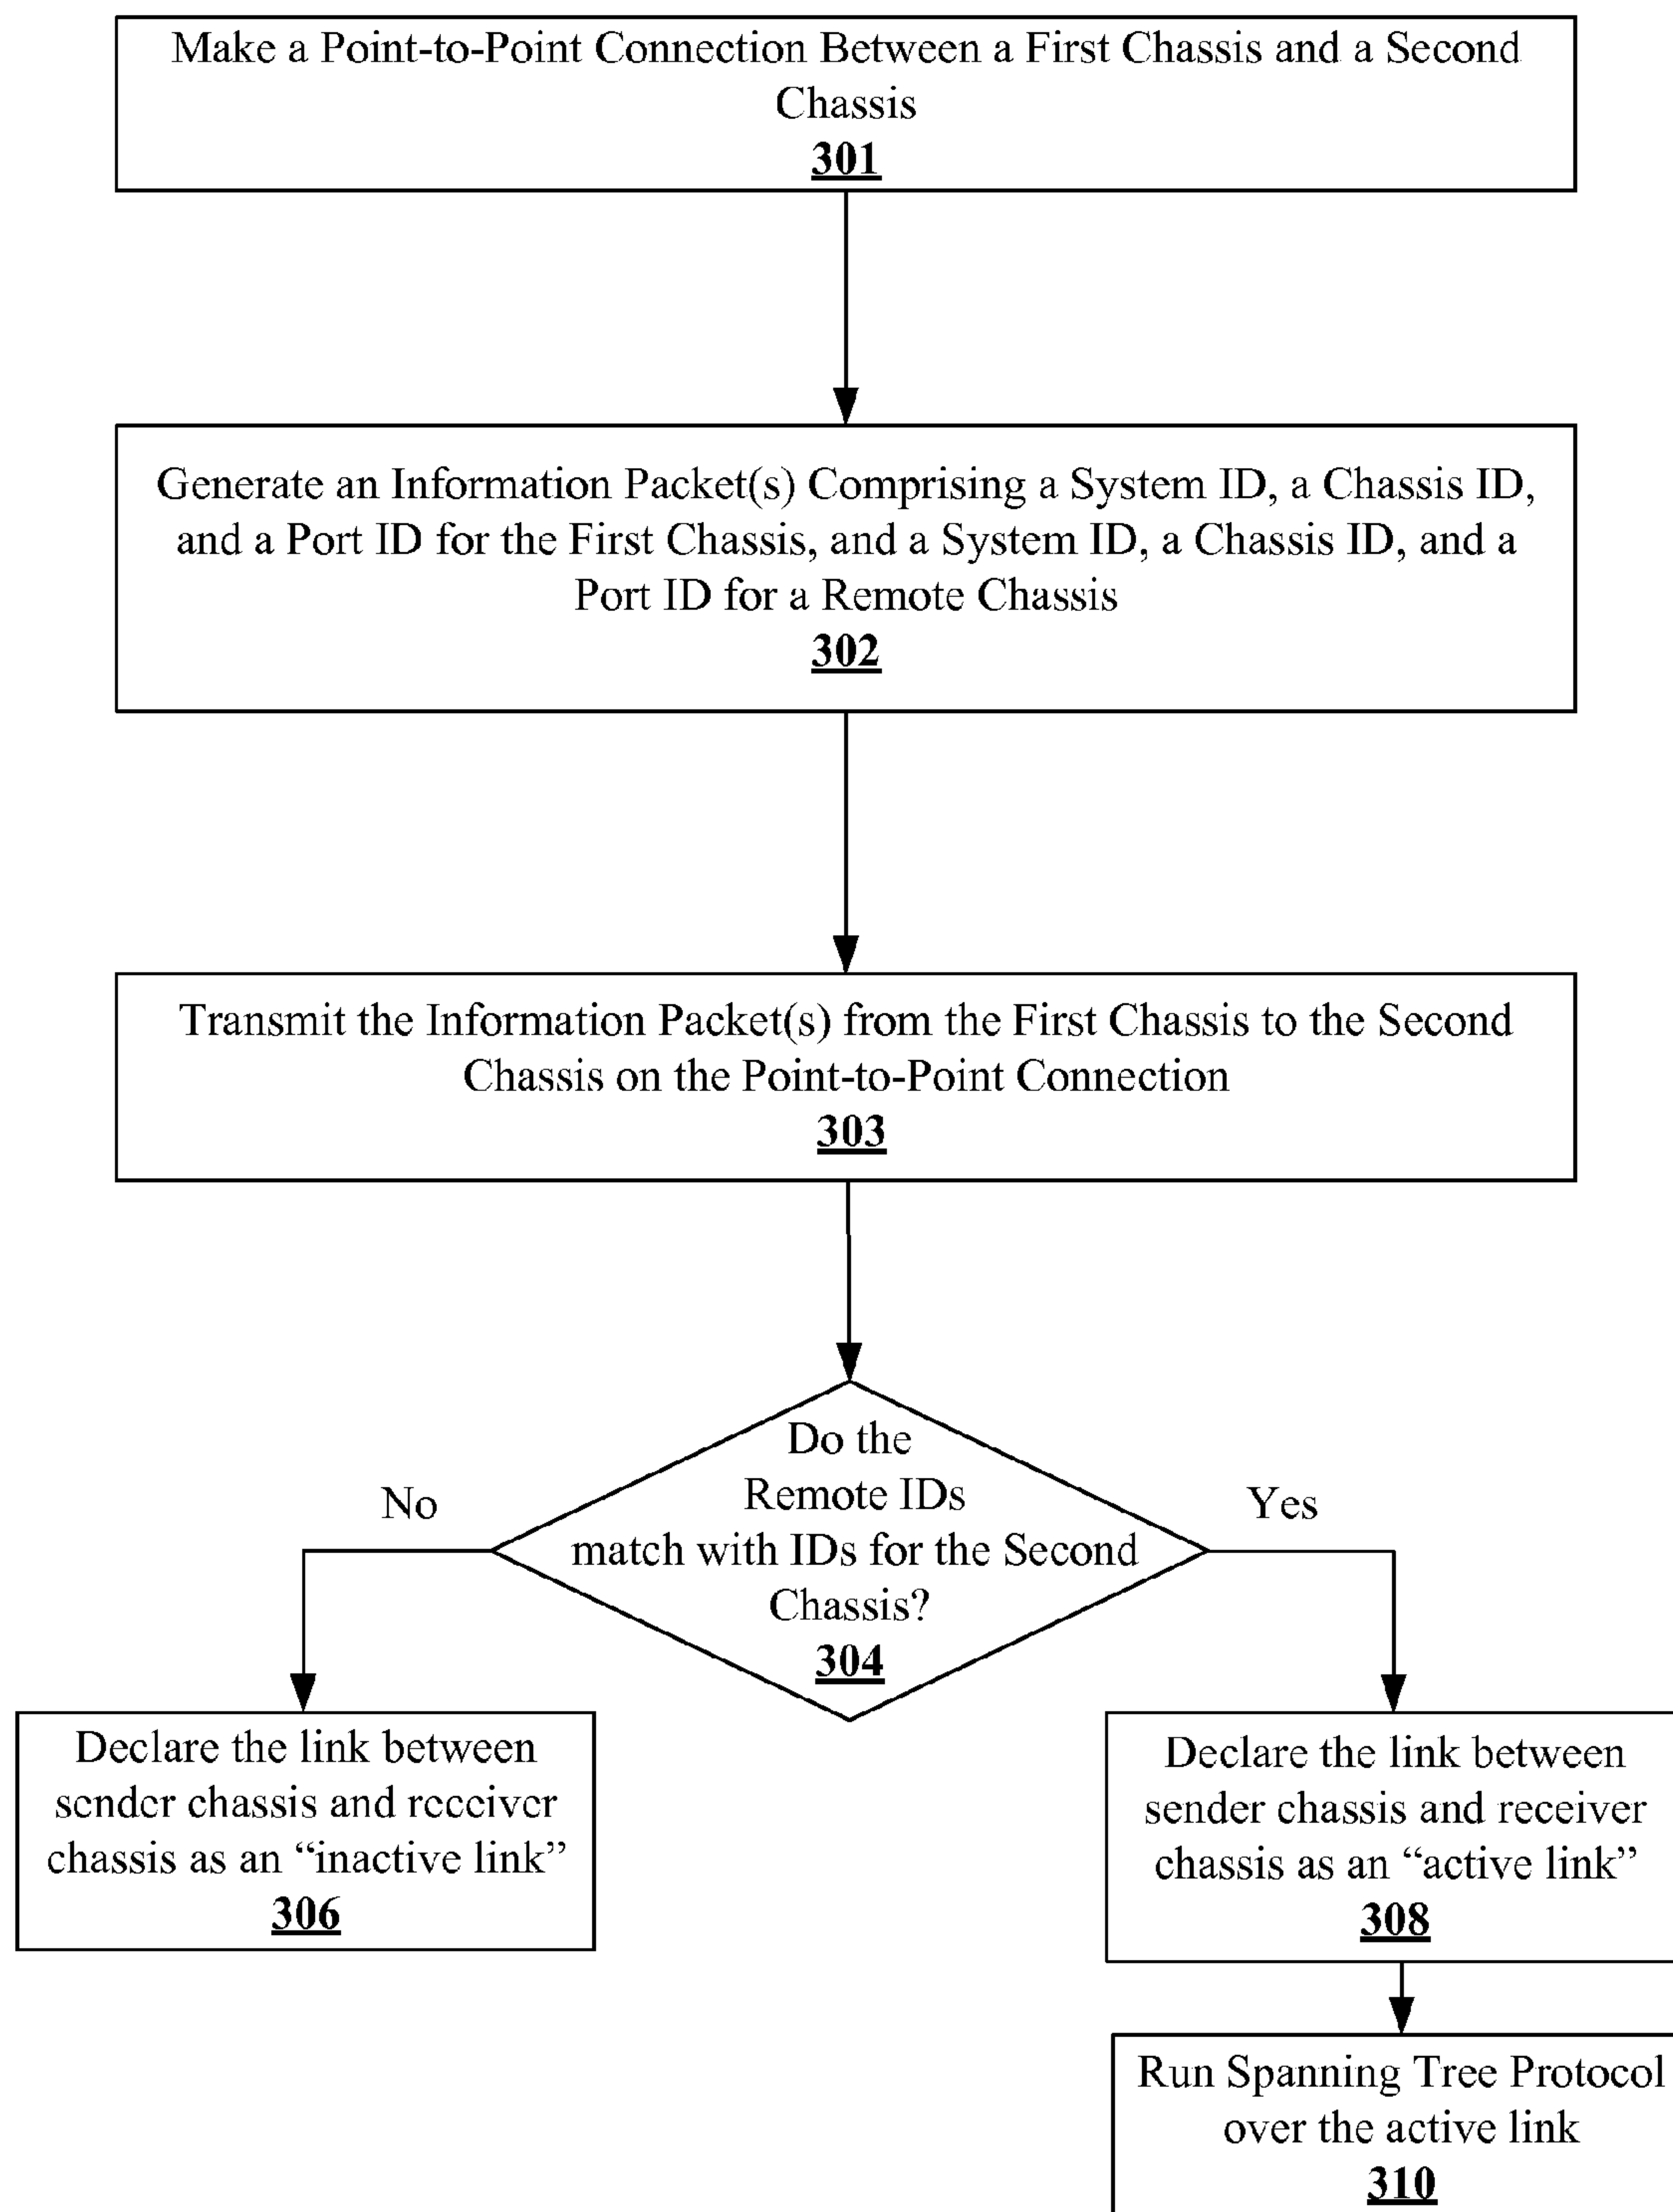 Make a Point-to-Point Connection Between a First Chassis and a Second
Chassis
301
Generate an Information Packet(s) Comprising a System ID, a Chassis ID,
and a Port ID for the First Chassis, and a System ID, a Chassis ID, and a
Port ID for a Remote Chassis
302
Transmit the Information Packet(s) from the First Chassis to the Second
Chassis on the Point-to-Point Connection
303
Do the
Remote IDs
match with IDs for the Second
Chassis?
304
No
Yes
Declare the link between
sender chassis and receiver
chassis as an “inactive link”
306
Declare the link between
sender chassis and receiver
chassis as an “active link”
308
Run Spanning Tree Protocol
over the active link
310